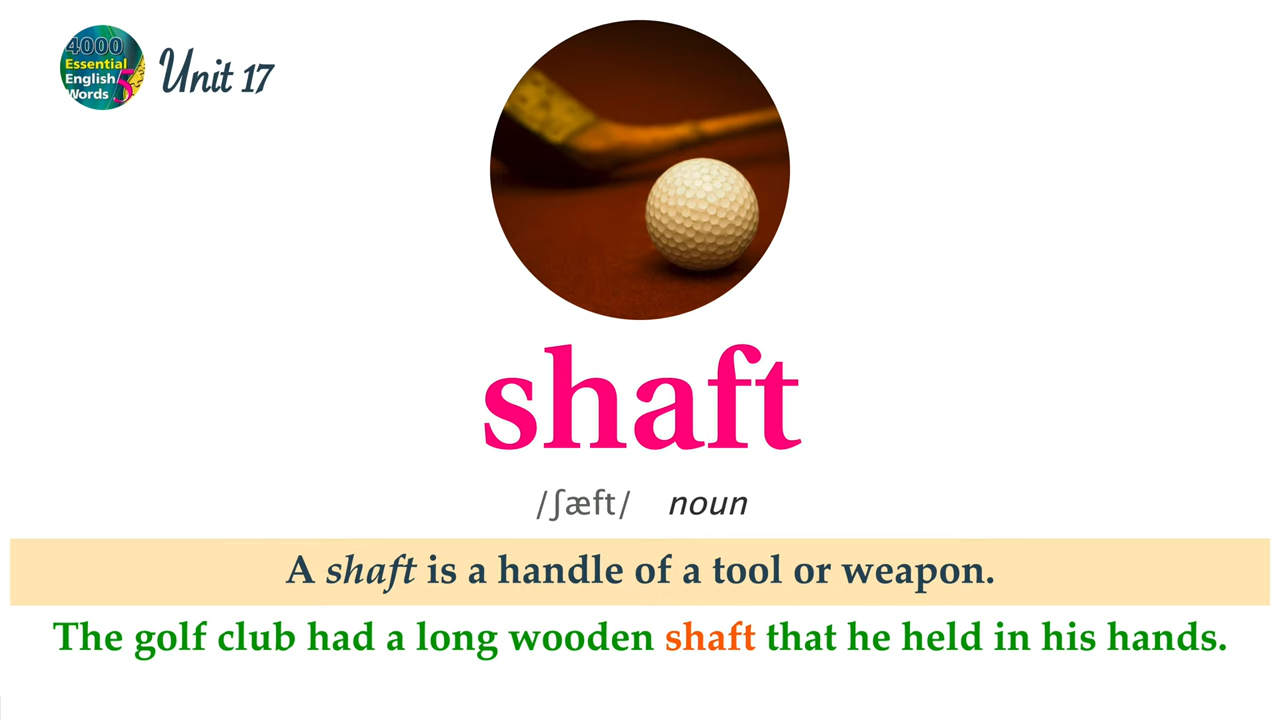 4000
Essential
English
Words 5
Unit 17
shaft
/ʃæft/ noun
A shaft is a handle of a tool or weapon.
The golf club had a long wooden shaft that he held in his hands.